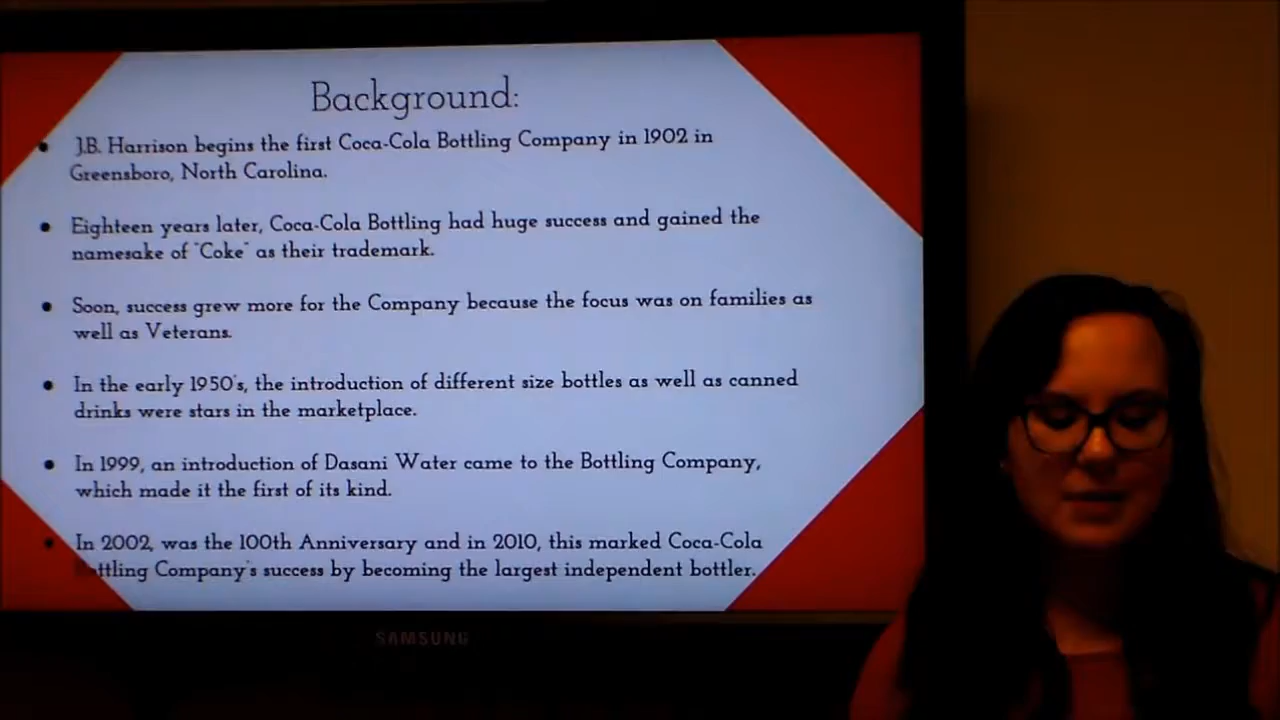 Background:
J.B. Harrison begins the first Coca-Cola Bottling Company in 1902 in
Greensboro, North Carolina.
Eighteen years later, Coca-Cola Bottling had huge success and gained the
namesake of "Coke" as their trademark.
Soon, success grew more for the Company because the focus was on families as
well as Veterans.
In the early 1950's, the introduction of different size bottles as well as canned
drinks were stars in the marketplace.
In 1999, an introduction of Dasani Water came to the Bottling Company,
which made it the first of its kind.
In 2002, was the 100th Anniversary and in 2010, this marked Coca-Cola
Bottling Company's success by becoming the largest independent bottler.
SAMSUNG